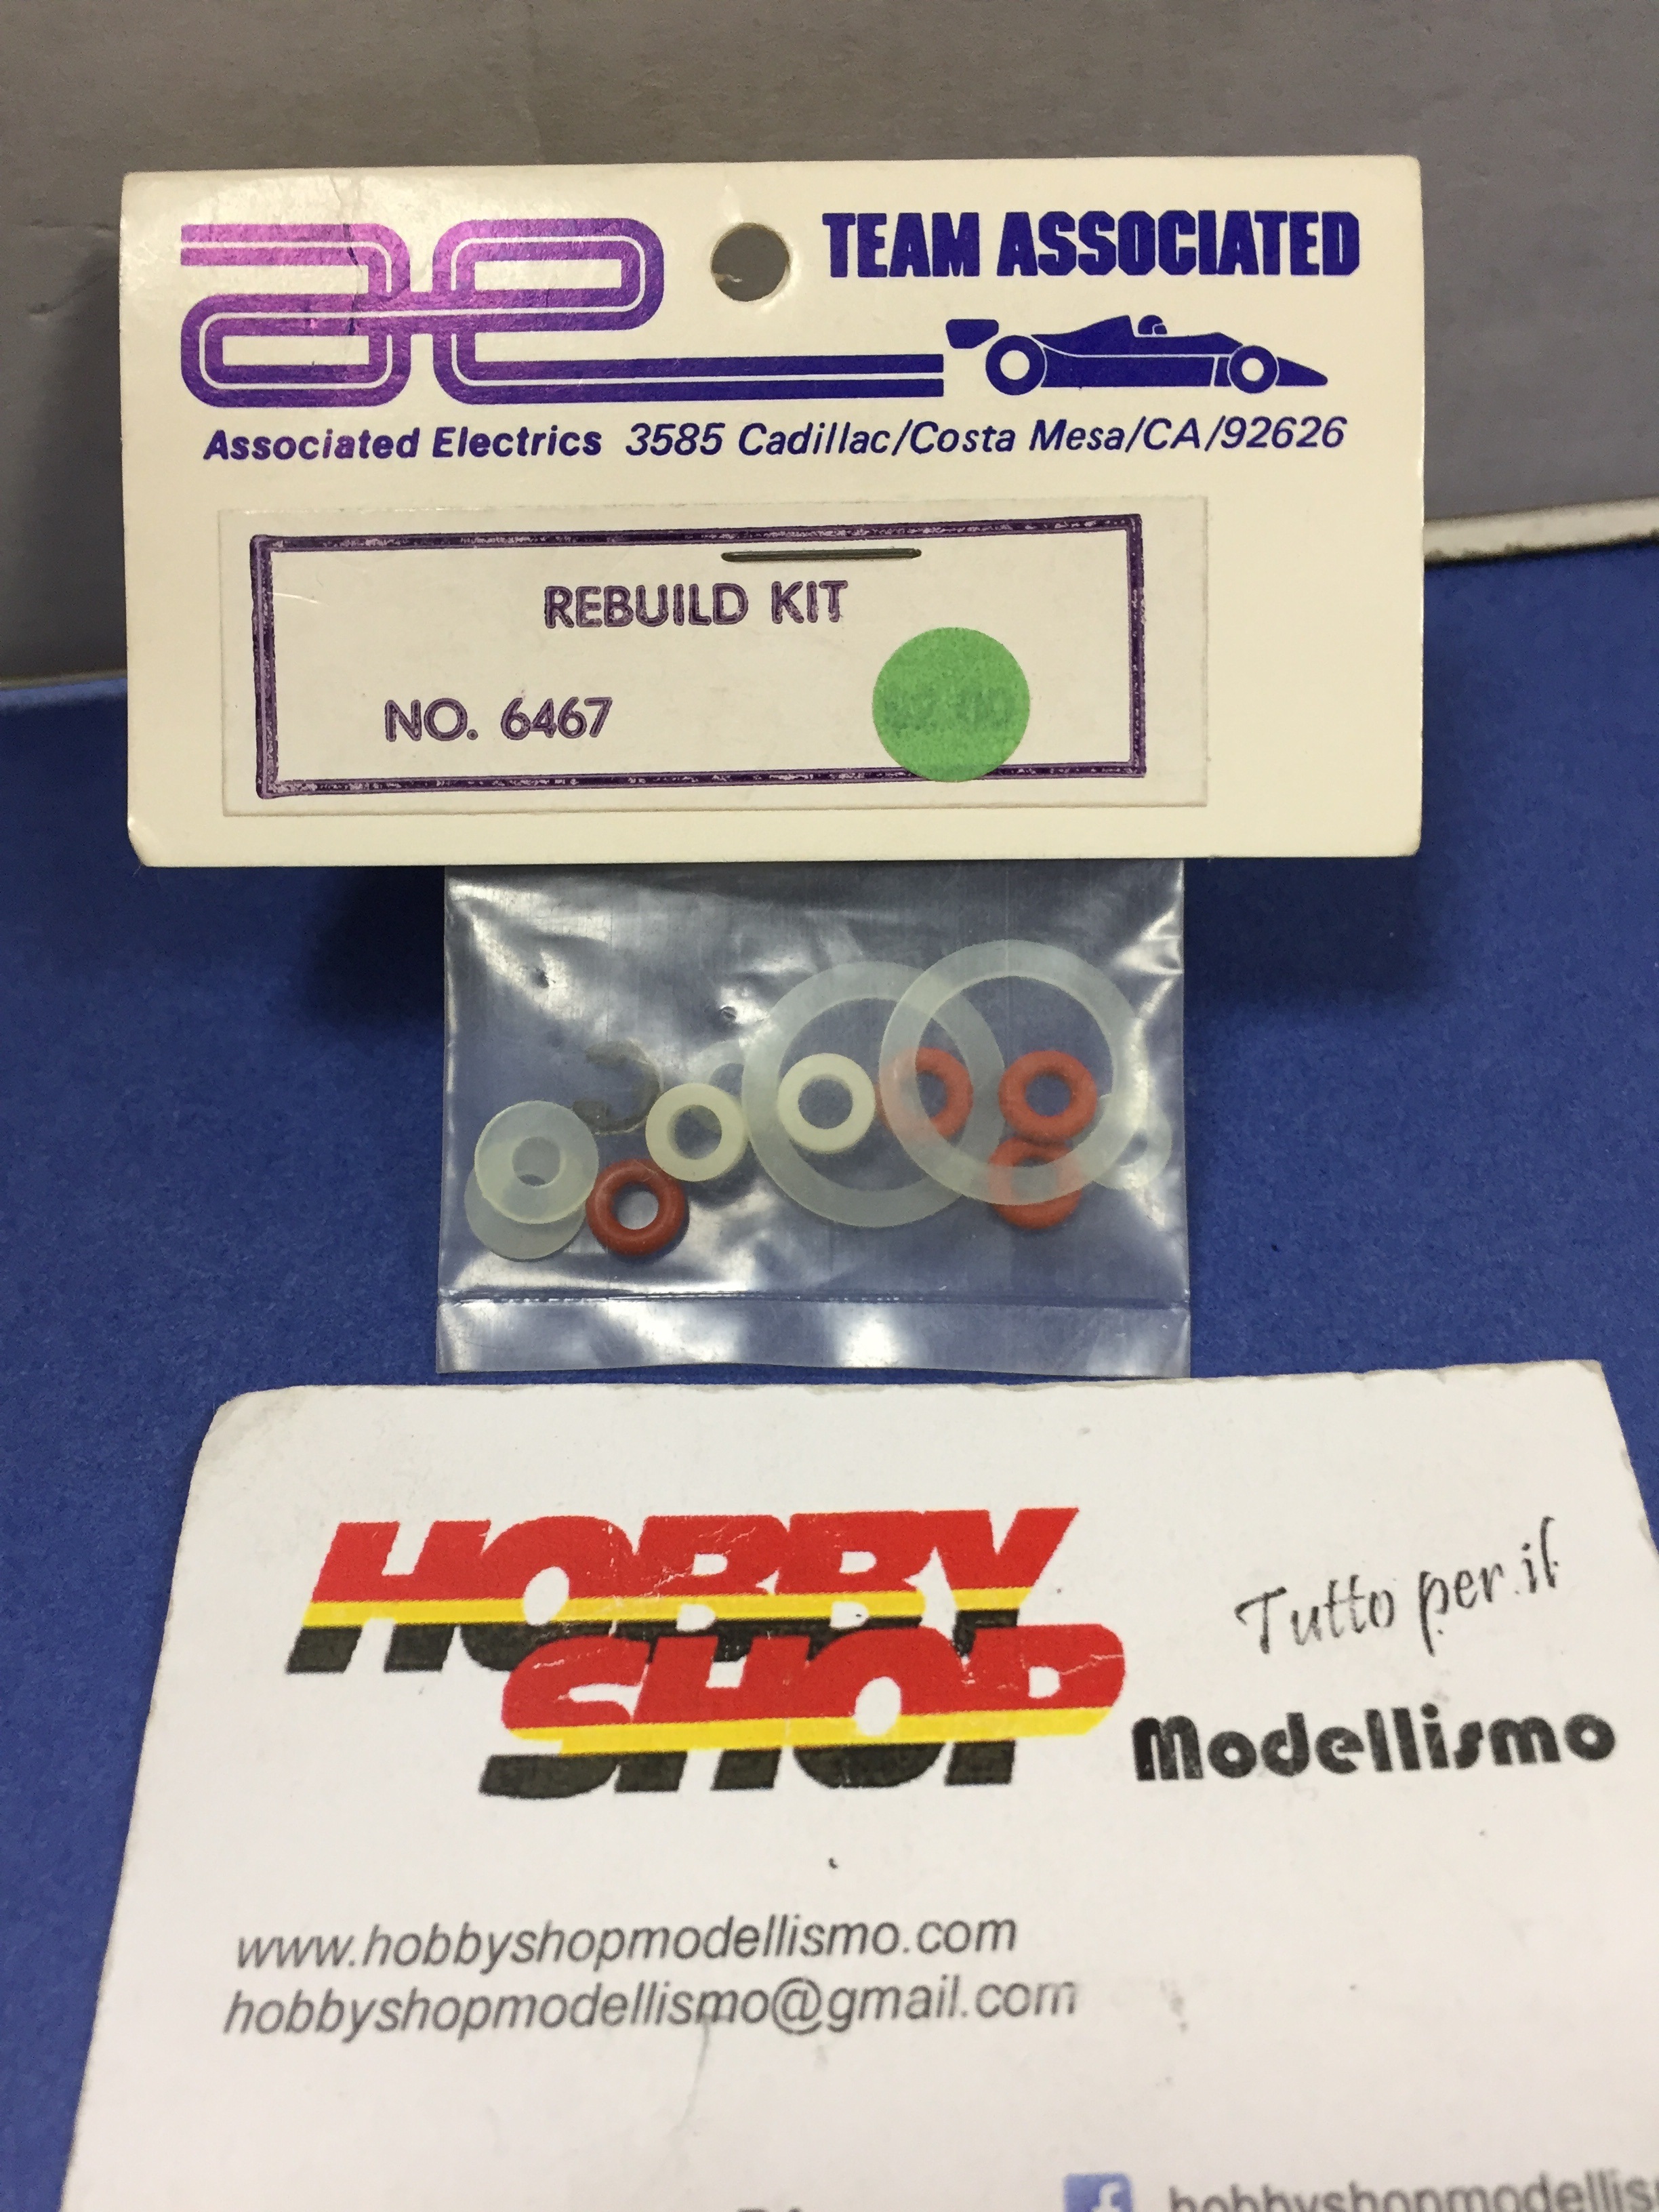 ae TEAM ASSOCIATED
Associated Electrics 3585 Cadillac/Costa Mesa/CA/92626
REBUILD KIT
NO. 6467
HOBBY
SHOP
Tutto per il
Modellismo
www.hobbyshopmodellismo.com
hobbyshopmodellismo@gmail.com
f